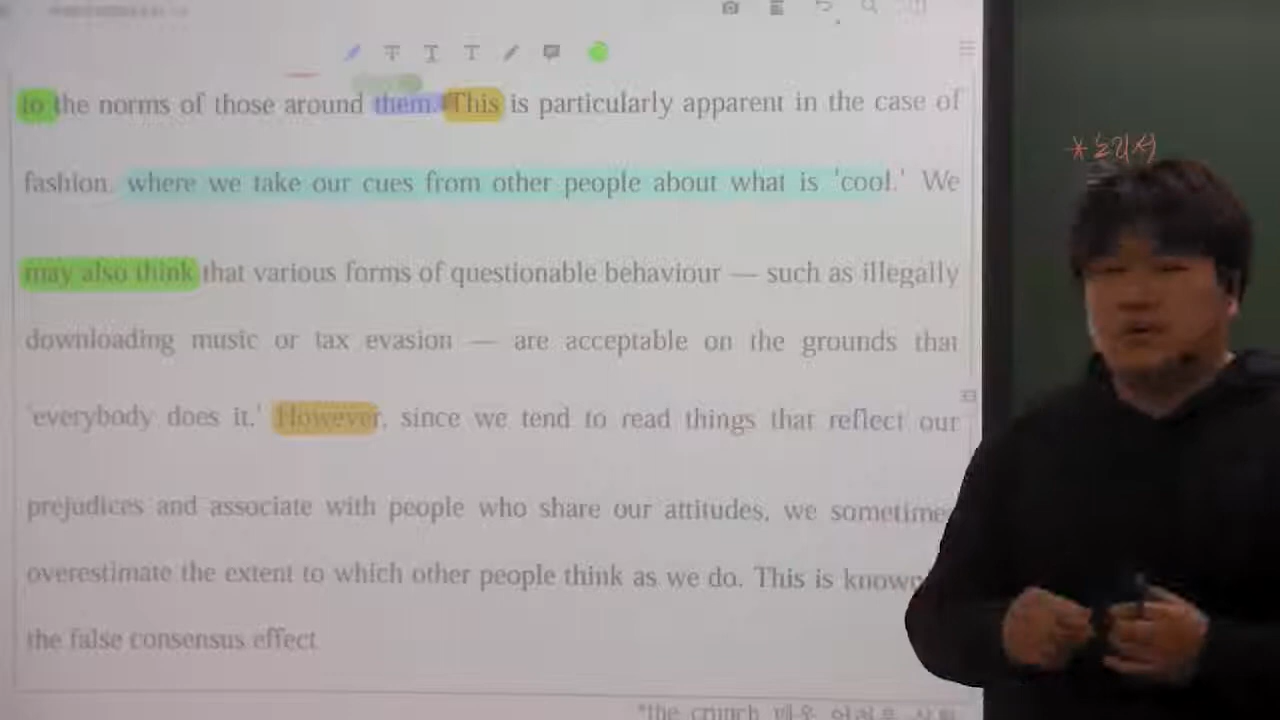 to the norms of those around them. This is particularly apparent in the case of
fashion, where we take our cues from other people about what is 'cool.' We
may also think that various forms of questionable behaviour — such as illegally
downloading music or tax evasion — are acceptable on the grounds that
'everybody does it.' However, since we tend to read things that reflect our
prejudices and associate with people who share our attitudes, we sometimes
overestimate the extent to which other people think as we do. This is known
the false consensus effect
*the crunch 매우
*논리서